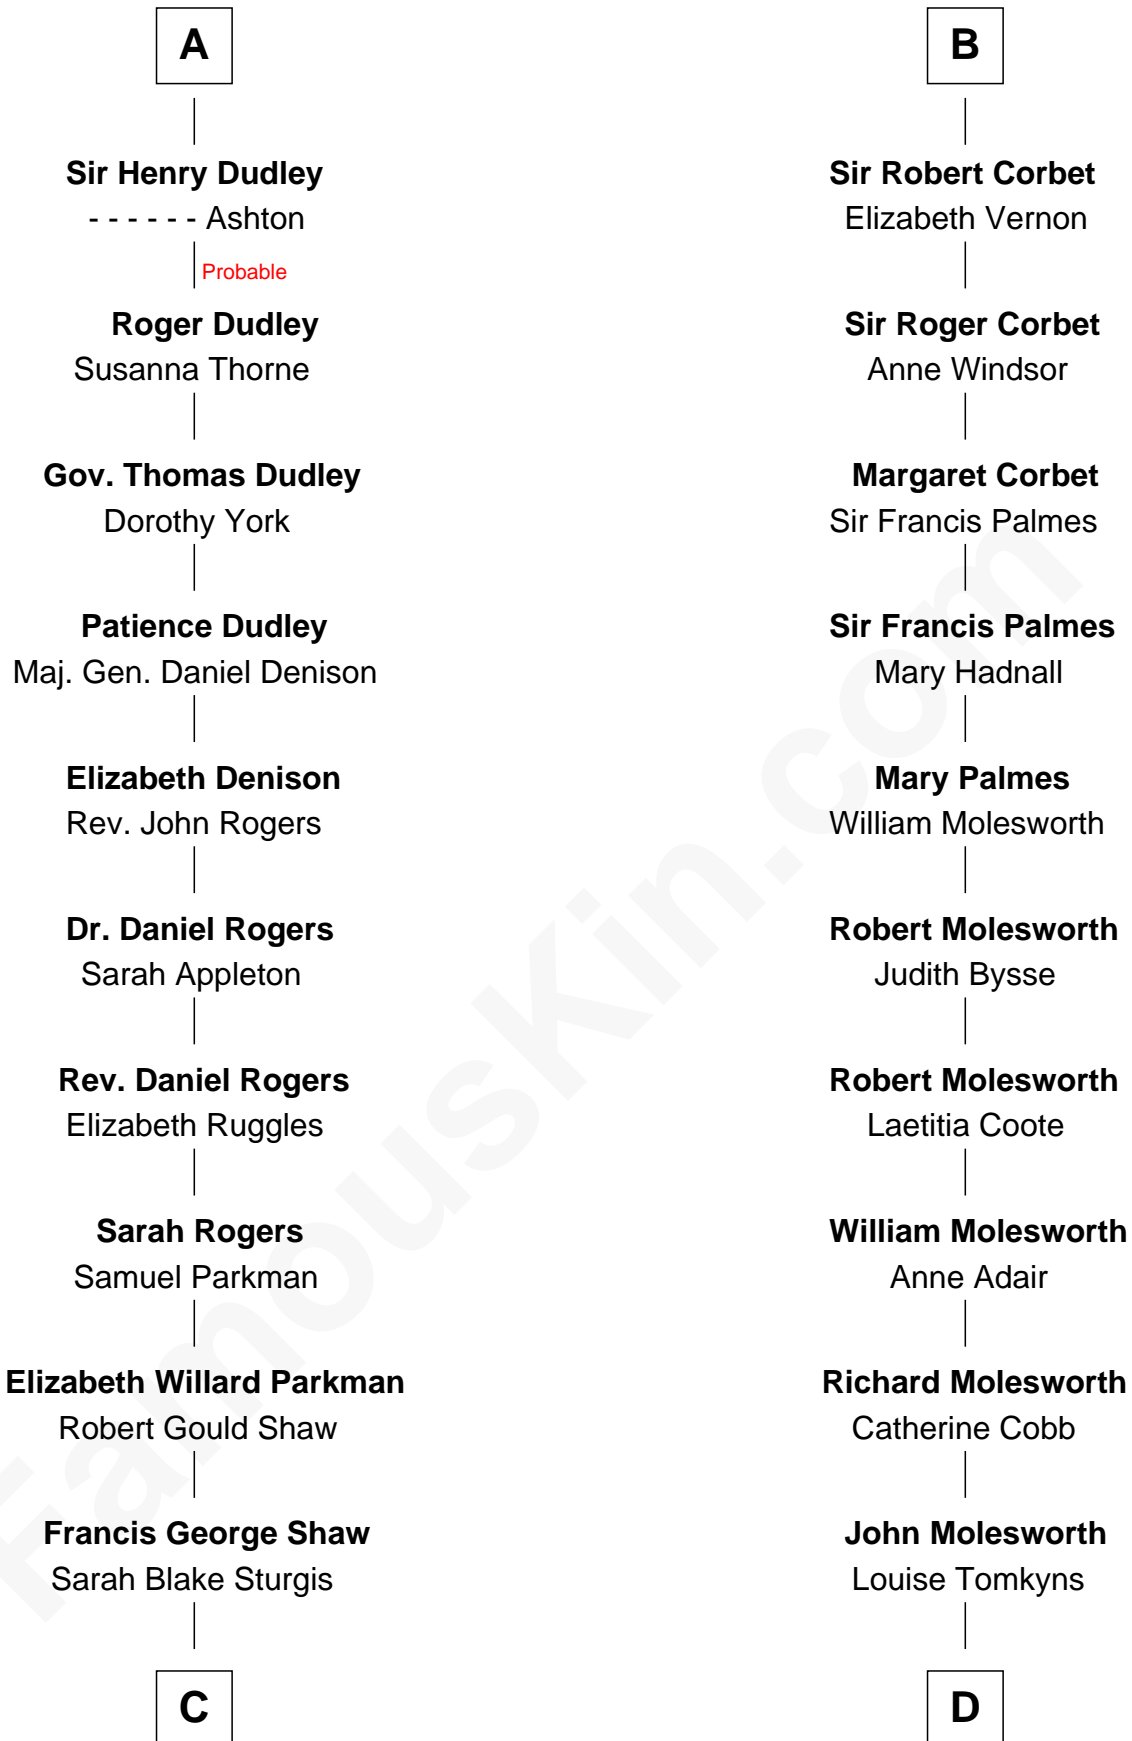 A
Sir Henry Dudley
- - - - - - Ashton
Probable
Roger Dudley
Susanna Thorne
Gov. Thomas Dudley
Dorothy York
Patience Dudley
Maj. Gen. Daniel Denison
Elizabeth Denison
Rev. John Rogers
Dr. Daniel Rogers
Sarah Appleton
Rev. Daniel Rogers
Elizabeth Ruggles
Sarah Rogers
Samuel Parkman
Elizabeth Willard Parkman
Robert Gould Shaw
Francis George Shaw
Sarah Blake Sturgis
C
B
Sir Robert Corbet
Elizabeth Vernon
Sir Roger Corbet
Anne Windsor
Margaret Corbet
Sir Francis Palmes
Sir Francis Palmes
Mary Hadnall
Mary Palmes
William Molesworth
Robert Molesworth
Judith Bysse
Robert Molesworth
Laetitia Coote
William Molesworth
Anne Adair
Richard Molesworth
Catherine Cobb
John Molesworth
Louise Tomkyns
D
FamousKin.com